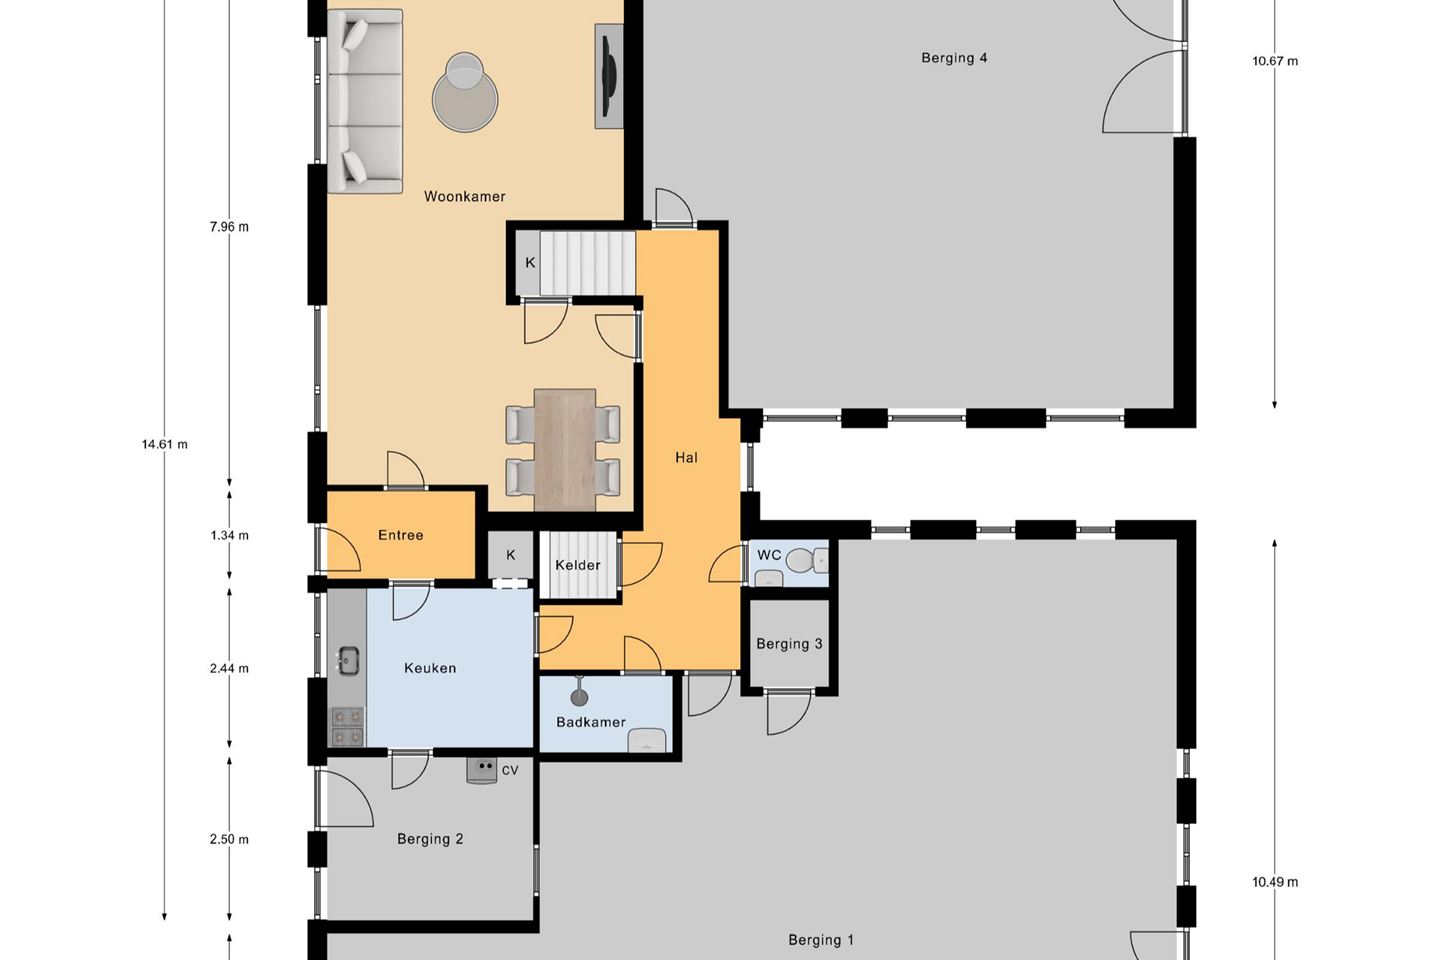 Berging 4
10.67 m
Woonkamer
7.96 m
K
14.61 m
Hal
Entree
1.34 m
K
Kelder
WC
Berging 3
2.44 m
Keuken
Badkamer
CV
2.50 m
Berging 2
10.49 m
Berging 1